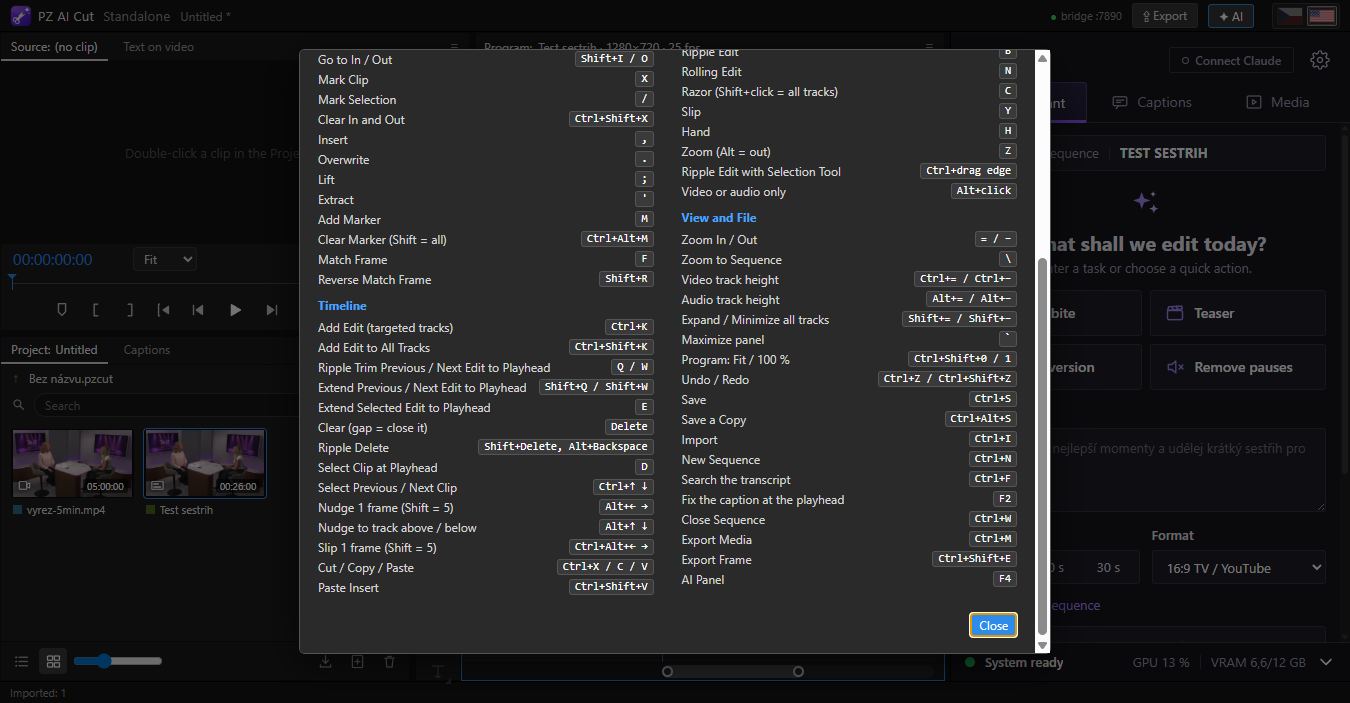 PZ AI Cut Standalone Untitled *
bridge :7890 Export AI
Source: (no clip) Text on video
Program: Test sestrih · 1280×720 · 25 fps
Connect Claude
Captions Media
Double-click a clip in the Proje
00:00:00:00 Fit
Project: Untitled Captions
Bez názvu.pzcut
Search
05:00:00 00:26:00
vyrez-5min.mp4 Test sestrih
Imported: 1
Go to In / Out Shift+I / O
Mark Clip X
Mark Selection /
Clear In and Out Ctrl+Shift+X
Insert ,
Overwrite .
Lift ;
Extract '
Add Marker M
Clear Marker (Shift = all) Ctrl+Alt+M
Match Frame F
Reverse Match Frame Shift+R
Timeline
Add Edit (targeted tracks) Ctrl+K
Add Edit to All Tracks Ctrl+Shift+K
Ripple Trim Previous / Next Edit to Playhead Q / W
Extend Previous / Next Edit to Playhead Shift+Q / Shift+W
Extend Selected Edit to Playhead E
Clear (gap = close it) Delete
Ripple Delete Shift+Delete, Alt+Backspace
Select Clip at Playhead D
Select Previous / Next Clip Ctrl+↑ ↓
Nudge 1 frame (Shift = 5) Alt+← →
Nudge to track above / below Alt+↑ ↓
Slip 1 frame (Shift = 5) Ctrl+Alt+← →
Cut / Copy / Paste Ctrl+X / C / V
Paste Insert Ctrl+Shift+V
Ripple Edit B
Rolling Edit N
Razor (Shift+click = all tracks) C
Slip Y
Hand H
Zoom (Alt = out) Z
Ripple Edit with Selection Tool Ctrl+drag edge
Video or audio only Alt+click
View and File
Zoom In / Out = / −
Zoom to Sequence \
Video track height Ctrl+= / Ctrl+−
Audio track height Alt+= / Alt+−
Expand / Minimize all tracks Shift+= / Shift+−
Maximize panel `
Program: Fit / 100 % Ctrl+Shift+0 / 1
Undo / Redo Ctrl+Z / Ctrl+Shift+Z
Save Ctrl+S
Save a Copy Ctrl+Alt+S
Import Ctrl+I
New Sequence Ctrl+N
Search the transcript Ctrl+F
Fix the caption at the playhead F2
Close Sequence Ctrl+W
Export Media Ctrl+M
Export Frame Ctrl+Shift+E
AI Panel F4
Close
equence TEST SESTRIH
hat shall we edit today?
ter a task or choose a quick action.
bite Teaser
version Remove pauses
nejlepší momenty a udělej krátký sestřih pro
Format
0 s 30 s 16:9 TV / YouTube
equence
System ready GPU 13 % VRAM 6,6/12 GB